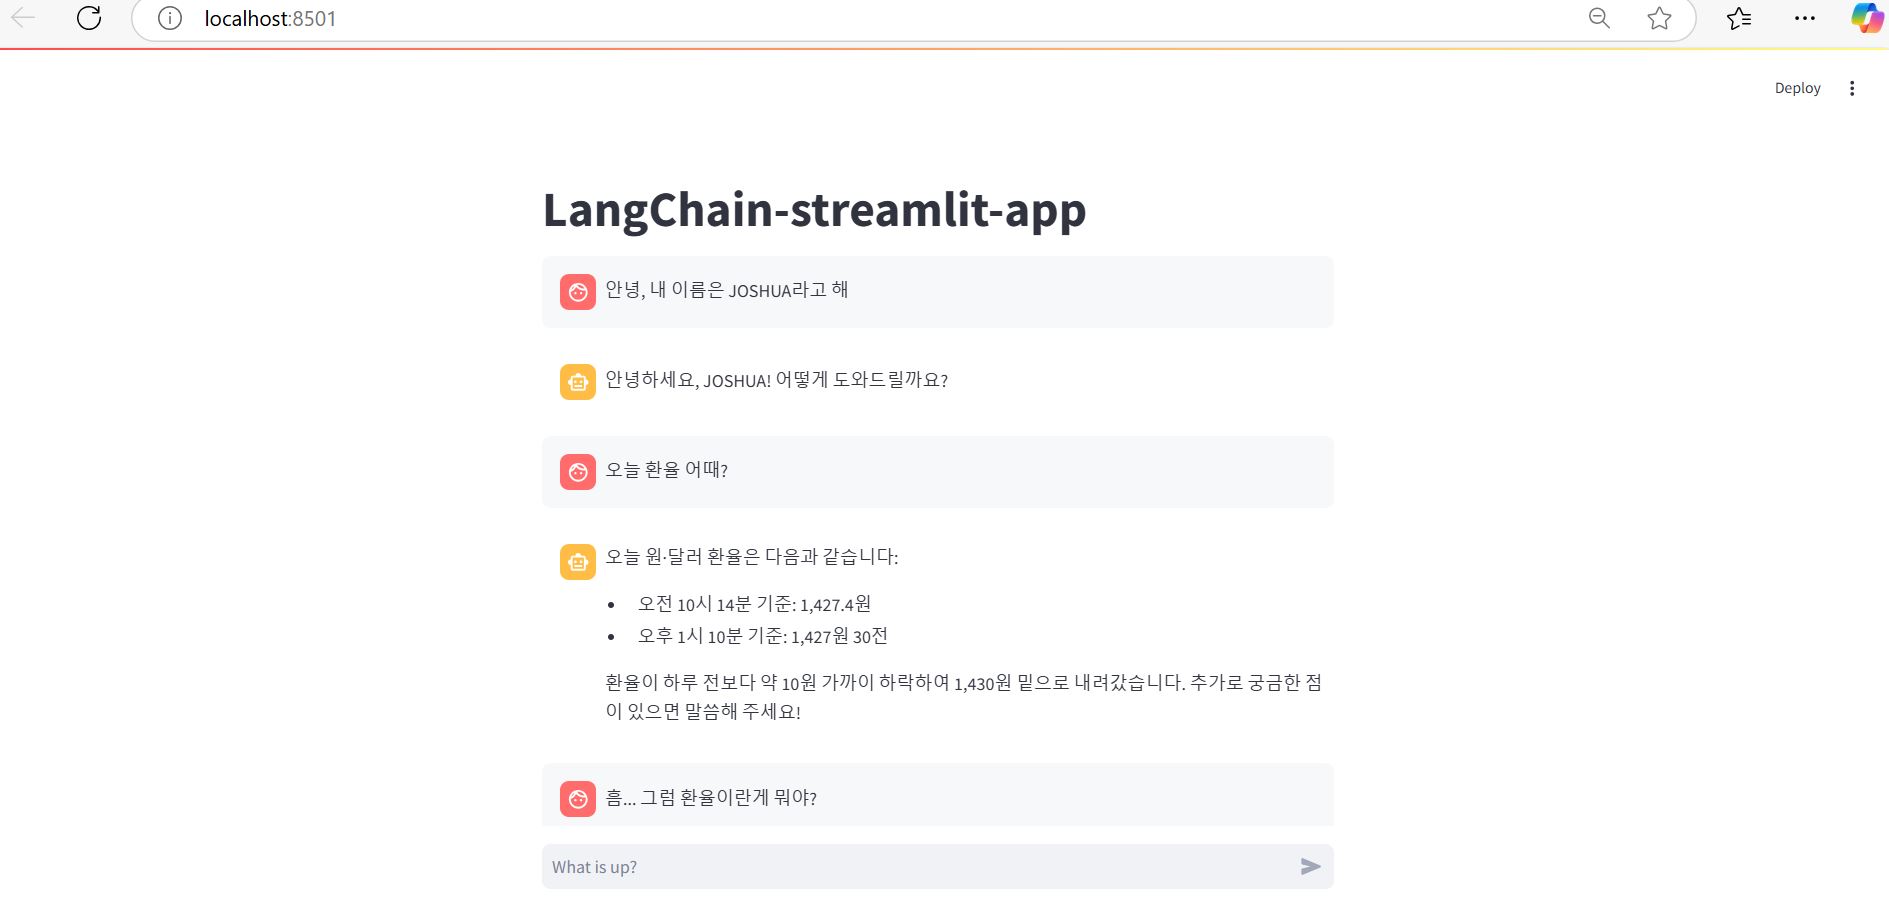 localhost:8501
Deploy
LangChain-streamlit-app
안녕, 내 이름은 JOSHUA라고 해
안녕하세요, JOSHUA! 어떻게 도와드릴까요?
오늘 환율 어때?
오늘 원·달러 환율은 다음과 같습니다:
• 오전 10시 14분 기준: 1,427.4원
• 오후 1시 10분 기준: 1,427원 30전
환율이 하루 전보다 약 10원 가까이 하락하여 1,430원 밑으로 내려갔습니다. 추가로 궁금한 점
이 있으면 말씀해 주세요!
흠... 그럼 환율이란게 뭐야?
What is up?